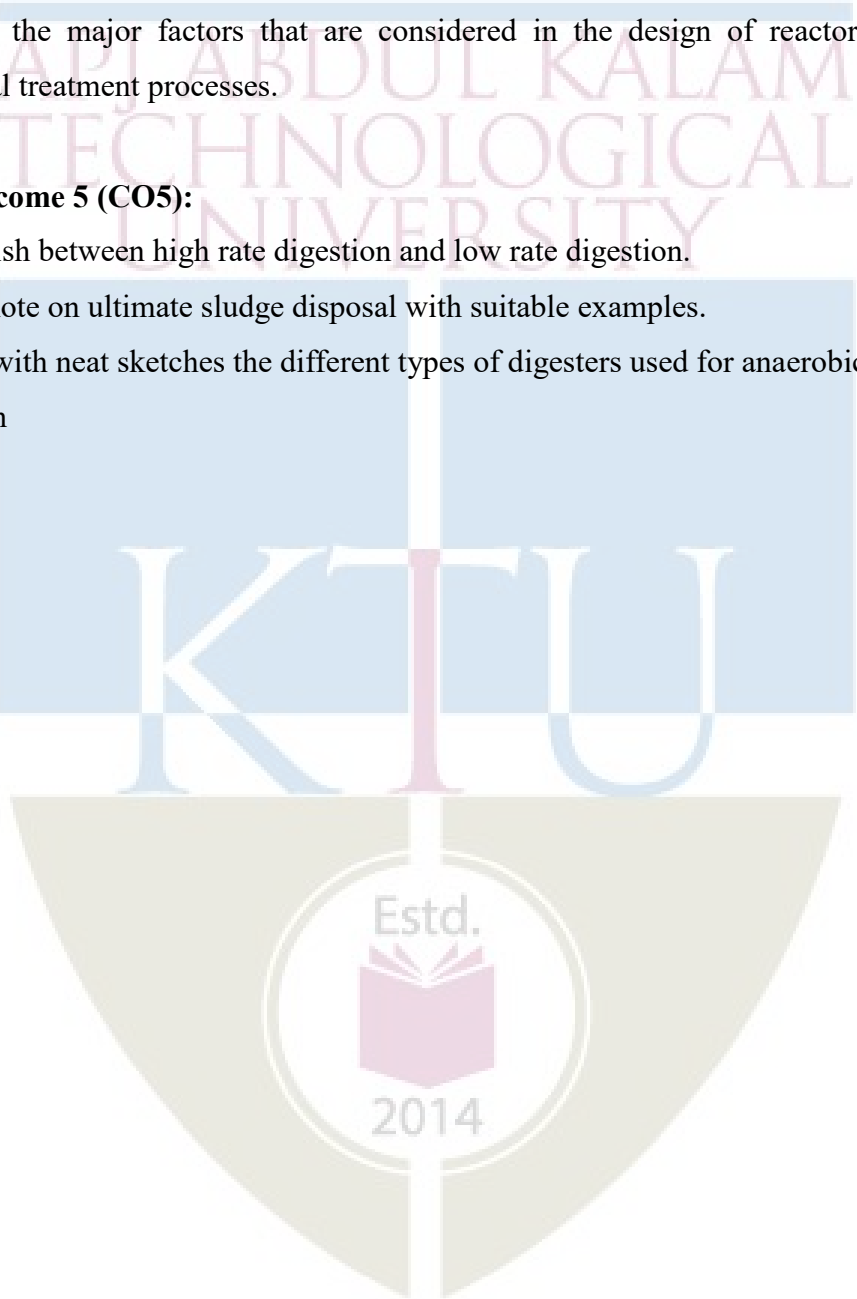 the major factors that are considered in the design of reactor
l treatment processes.
APJ ABDUL KALAM
TECHNOLOGICAL
UNIVERSITY
come 5 (CO5):
sh between high rate digestion and low rate digestion.
ote on ultimate sludge disposal with suitable examples.
with neat sketches the different types of digesters used for anaerobic
n
KTU
Estd.
2014